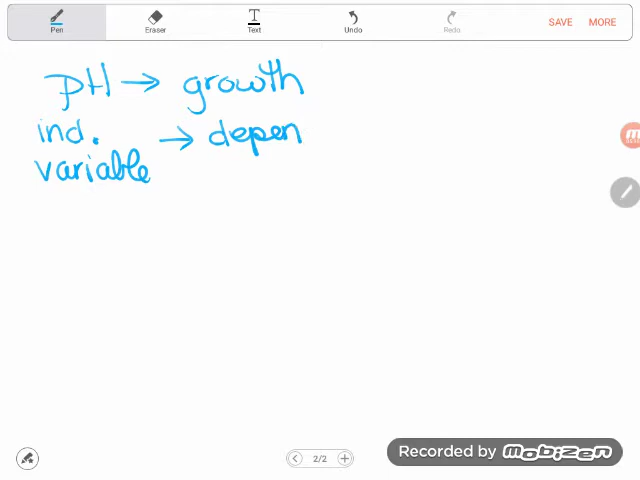 Pen Eraser Text Undo Redo SAVE MORE
pH → growth
ind. → depen
variable
2/2
Recorded by mobizen